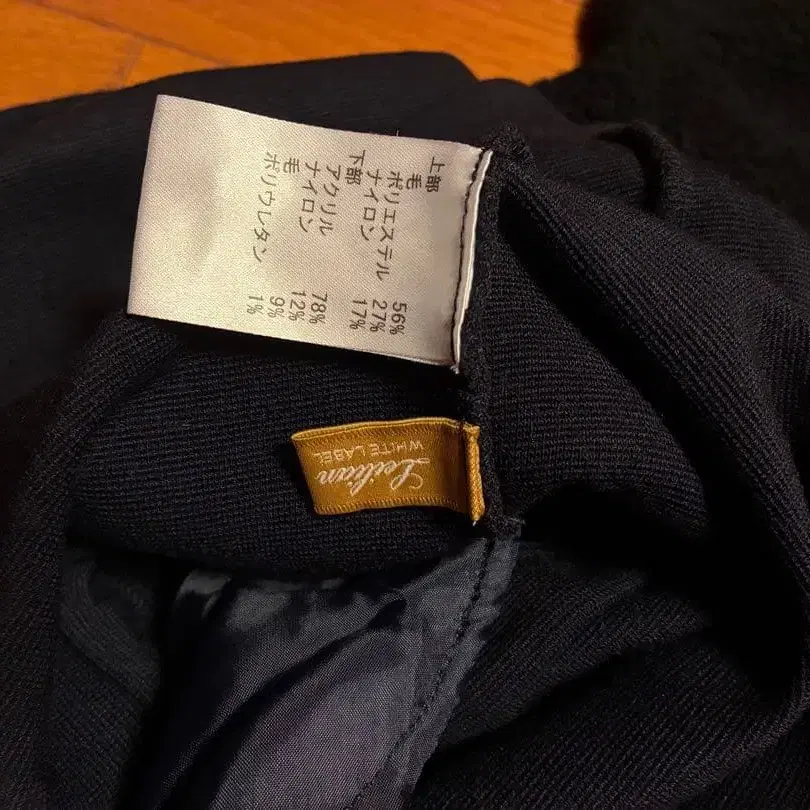 上部
毛 56%
ポリエステル 27%
ナイロン 17%
下部
アクリル 78%
ナイロン 12%
毛 9%
ポリウレタン 1%
Leilian
WHITE LABEL